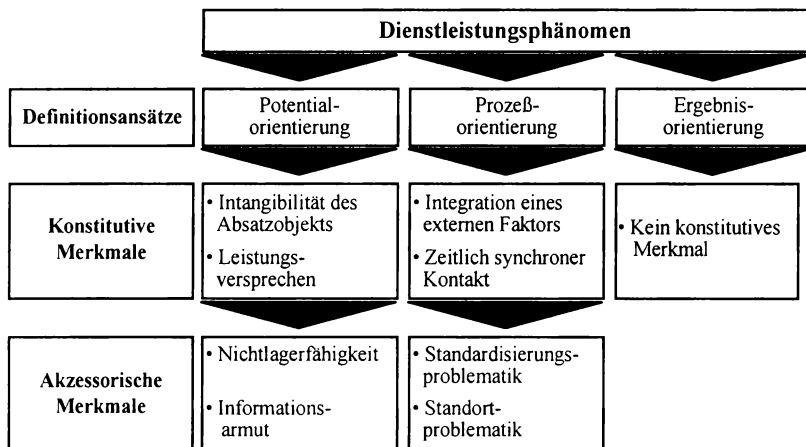 Dienstleistungsphänomen
Definitionsansätze
Potential-
orientierung
Prozeß-
orientierung
Ergebnis-
orientierung
Konstitutive
Merkmale
• Intangibilität des
Absatzobjekts
• Leistungs-
versprechen
• Integration eines
externen Faktors
• Zeitlich synchroner
Kontakt
• Kein konstitutives
Merkmal
Akzessorische
Merkmale
• Nichtlagerfähigkeit
• Informations-
armut
• Standardisierungs-
problematik
• Standort-
problematik